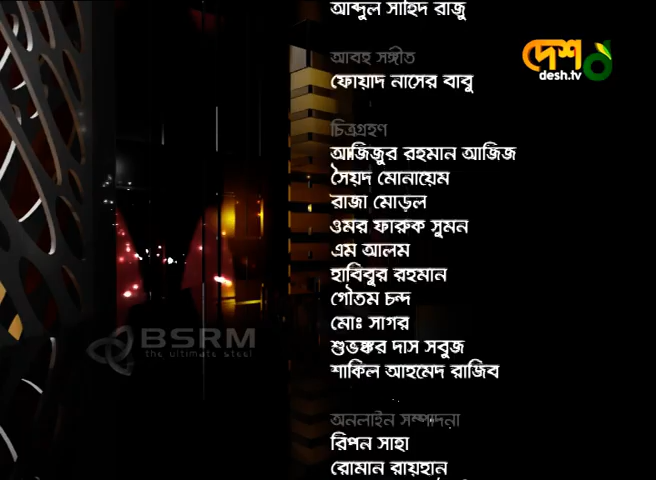 আব্দুল সাহিদ রাজু
আবহ সঙ্গীত
ফোয়াদ নাসের বাবু
চিত্রগ্রহণ
আজিজুর রহমান আজিজ
সৈয়দ মোনায়েম
রাজা মোড়ল
ওমর ফারুক সুমন
এম আলম
হাবিবুর রহমান
গৌতম চন্দ
মোঃ সাগর
শুভঙ্কর দাস সবুজ
শাকিল আহমেদ রাজিব
অনলাইন সম্পাদনা
রিপন সাহা
রোমান রায়হান
দেশ
desh.tv
BSRM
the ultimate steel